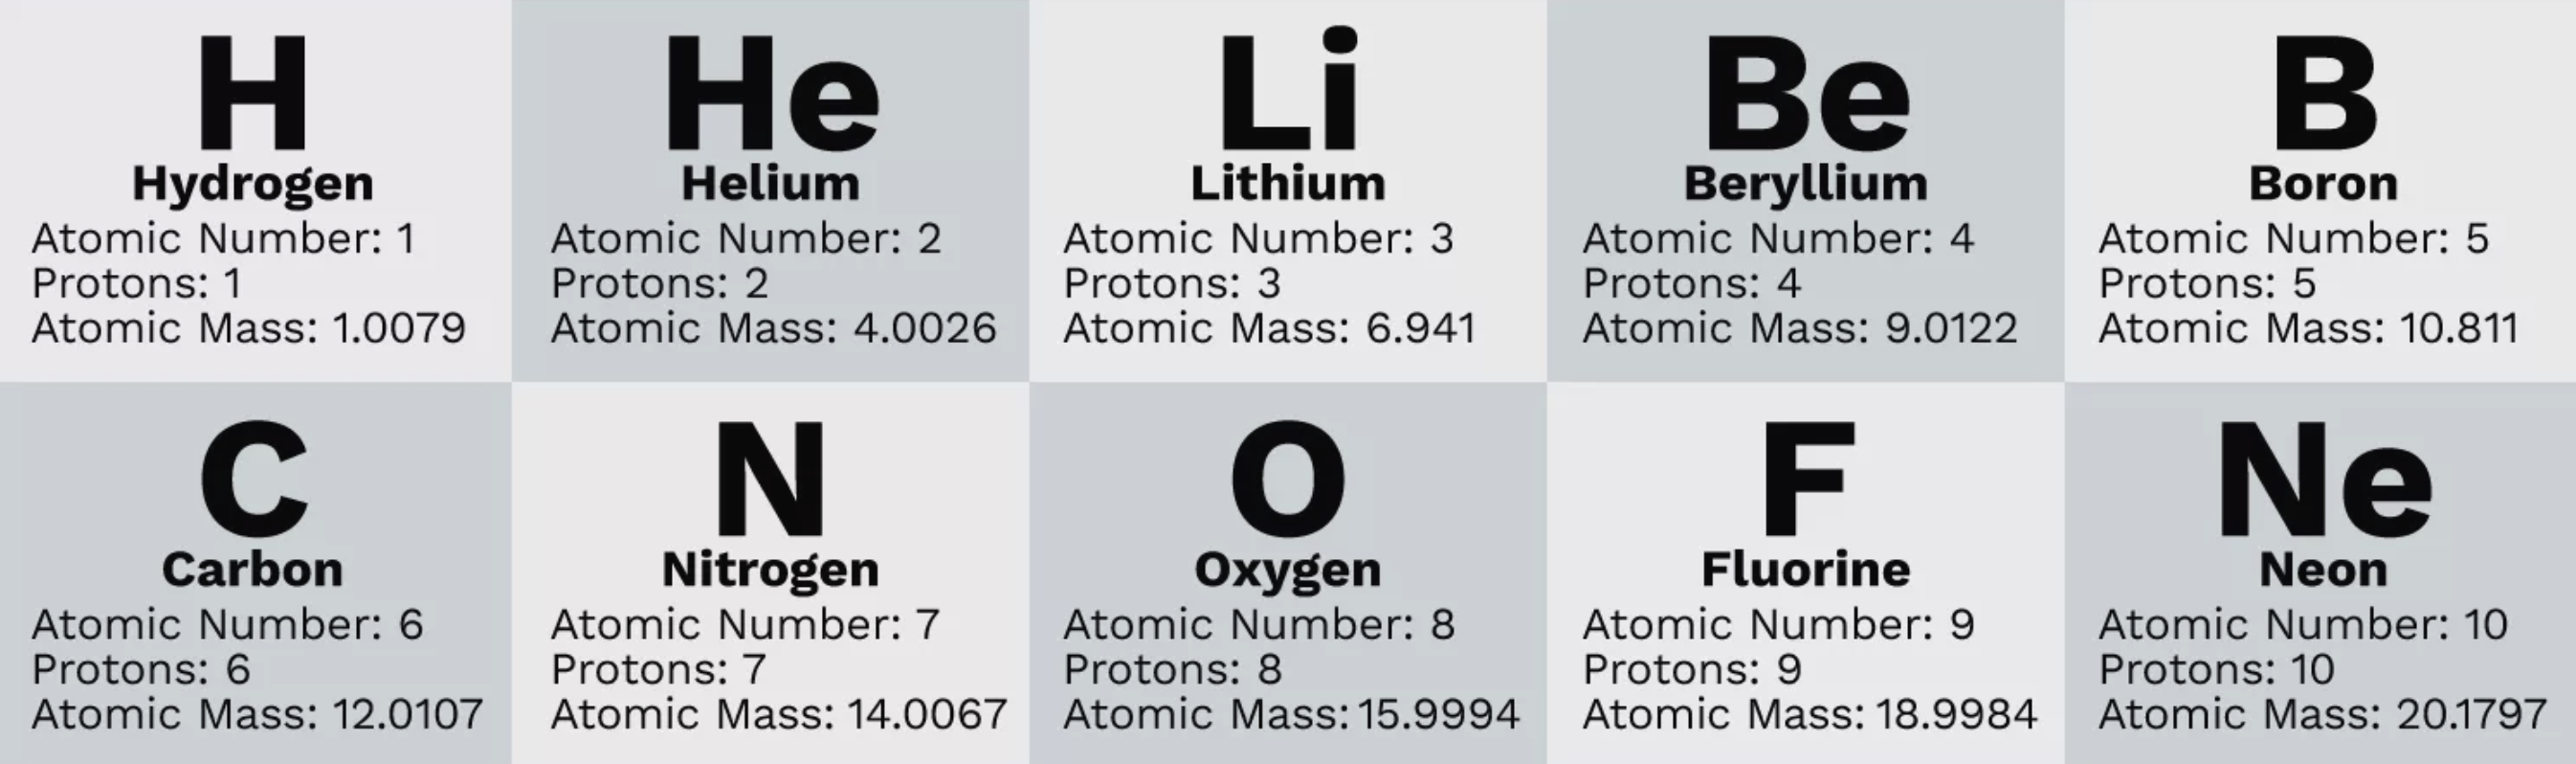 H
Hydrogen
Atomic Number: 1
Protons: 1
Atomic Mass: 1.0079
He
Helium
Atomic Number: 2
Protons: 2
Atomic Mass: 4.0026
Li
Lithium
Atomic Number: 3
Protons: 3
Atomic Mass: 6.941
Be
Beryllium
Atomic Number: 4
Protons: 4
Atomic Mass: 9.0122
B
Boron
Atomic Number: 5
Protons: 5
Atomic Mass: 10.811
C
Carbon
Atomic Number: 6
Protons: 6
Atomic Mass: 12.0107
N
Nitrogen
Atomic Number: 7
Protons: 7
Atomic Mass: 14.0067
O
Oxygen
Atomic Number: 8
Protons: 8
Atomic Mass: 15.9994
F
Fluorine
Atomic Number: 9
Protons: 9
Atomic Mass: 18.9984
Ne
Neon
Atomic Number: 10
Protons: 10
Atomic Mass: 20.1797